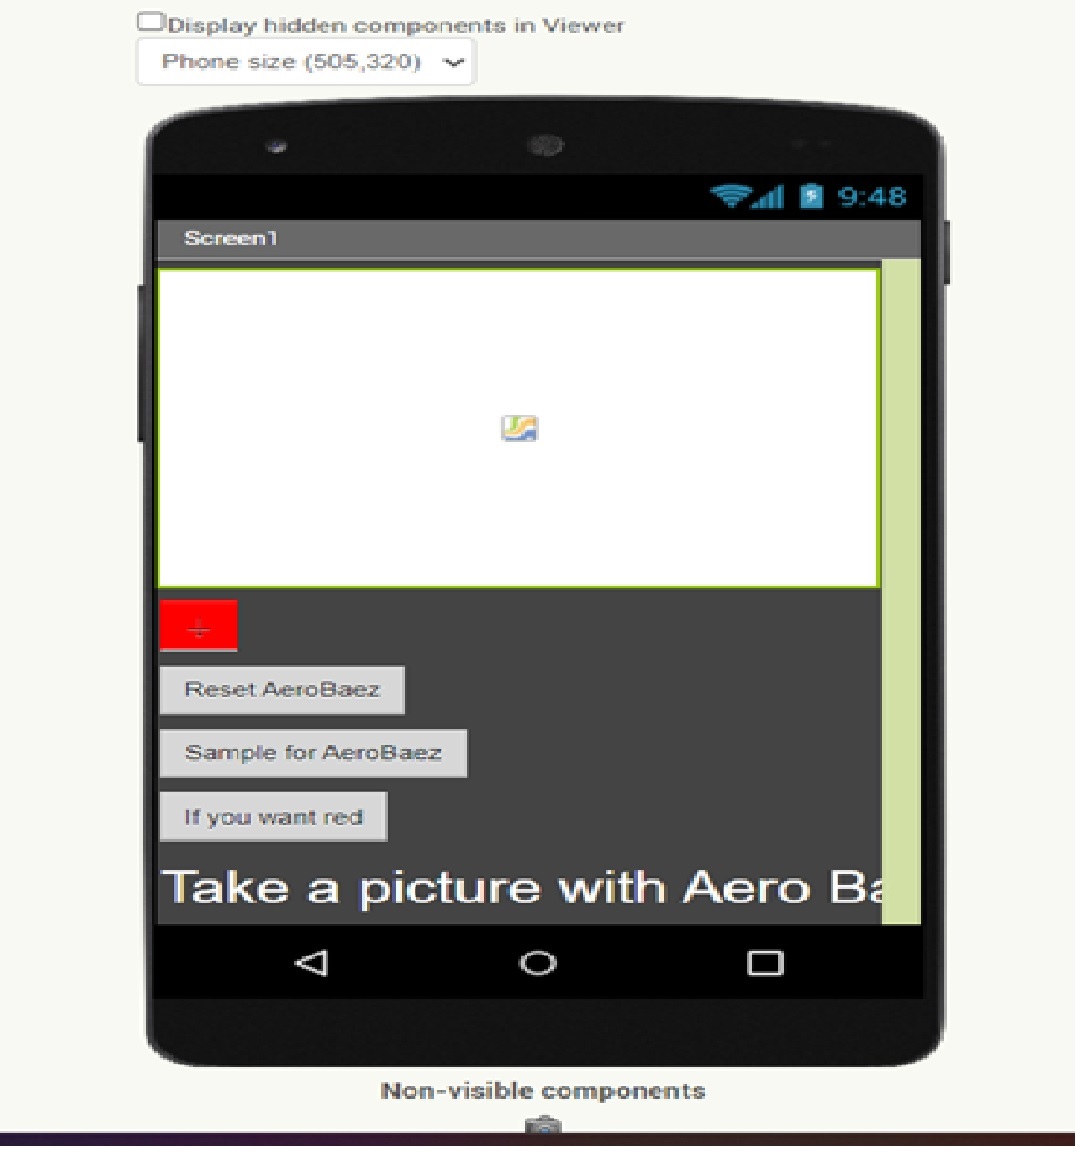 Display hidden components in Viewer
Phone size (505,320)
9:48
Screen1
Reset AeroBaez
Sample for AeroBaez
If you want red
Take a picture with Aero Ba
Non-visible components